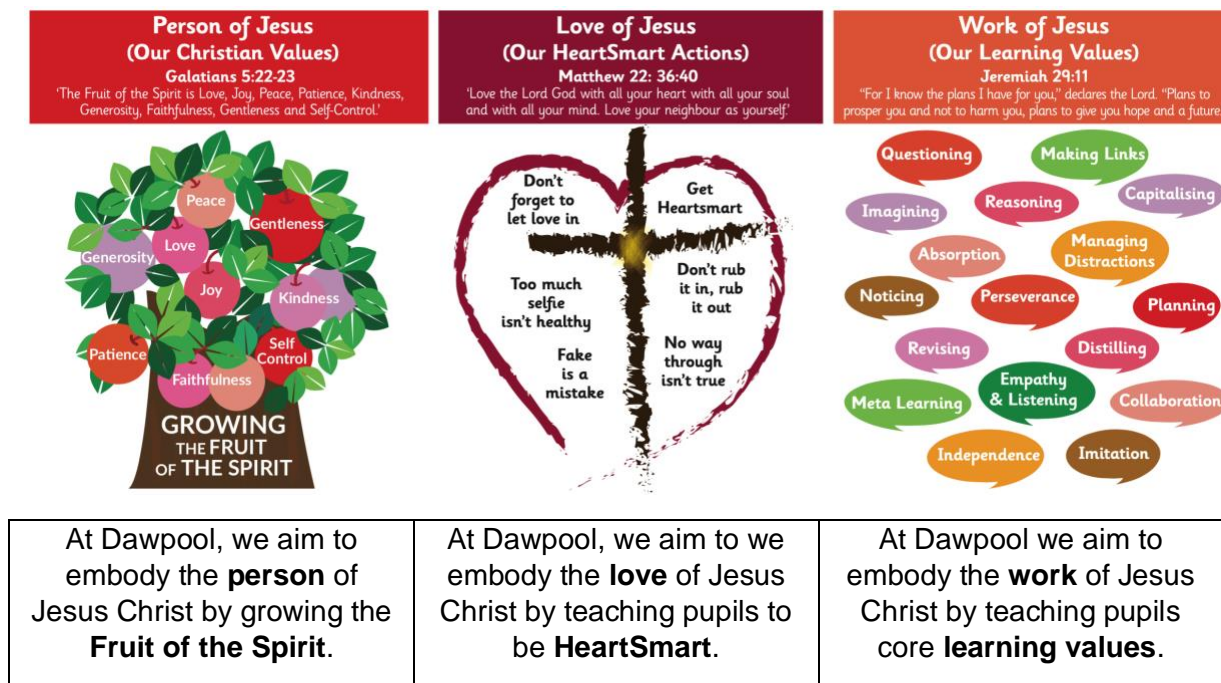 Person of Jesus
(Our Christian Values)
Galatians 5:22-23
'The Fruit of the Spirit is Love, Joy, Peace, Patience, Kindness,
Generosity, Faithfulness, Gentleness and Self-Control.'
Peace
Gentleness
Love
Generosity
Joy
Kindness
Patience
Self
Control
Faithfulness
GROWING
THE FRUIT
OF THE SPIRIT
Love of Jesus
(Our HeartSmart Actions)
Matthew 22: 36:40
'Love the Lord God with all your heart with all your soul
and with all your mind. Love your neighbour as yourself.'
Don't
forget to
let love in
Get
Heartsmart
Too much
selfie
isn't healthy
Don't rub
it in, rub
it out
Fake
is a
mistake
No way
through
isn't true
Work of Jesus
(Our Learning Values)
Jeremiah 29:11
"For I know the plans I have for you," declares the Lord. "Plans to
prosper you and not to harm you, plans to give you hope and a future.
Questioning
Making Links
Imagining
Reasoning
Capitalising
Absorption
Managing
Distractions
Noticing
Perseverance
Planning
Revising
Distilling
Meta Learning
Empathy
& Listening
Collaboration
Independence
Imitation
At Dawpool, we aim to
embody the person of
Jesus Christ by growing the
Fruit of the Spirit.
At Dawpool, we aim to we
embody the love of Jesus
Christ by teaching pupils to
be HeartSmart.
At Dawpool we aim to
embody the work of Jesus
Christ by teaching pupils
core learning values.